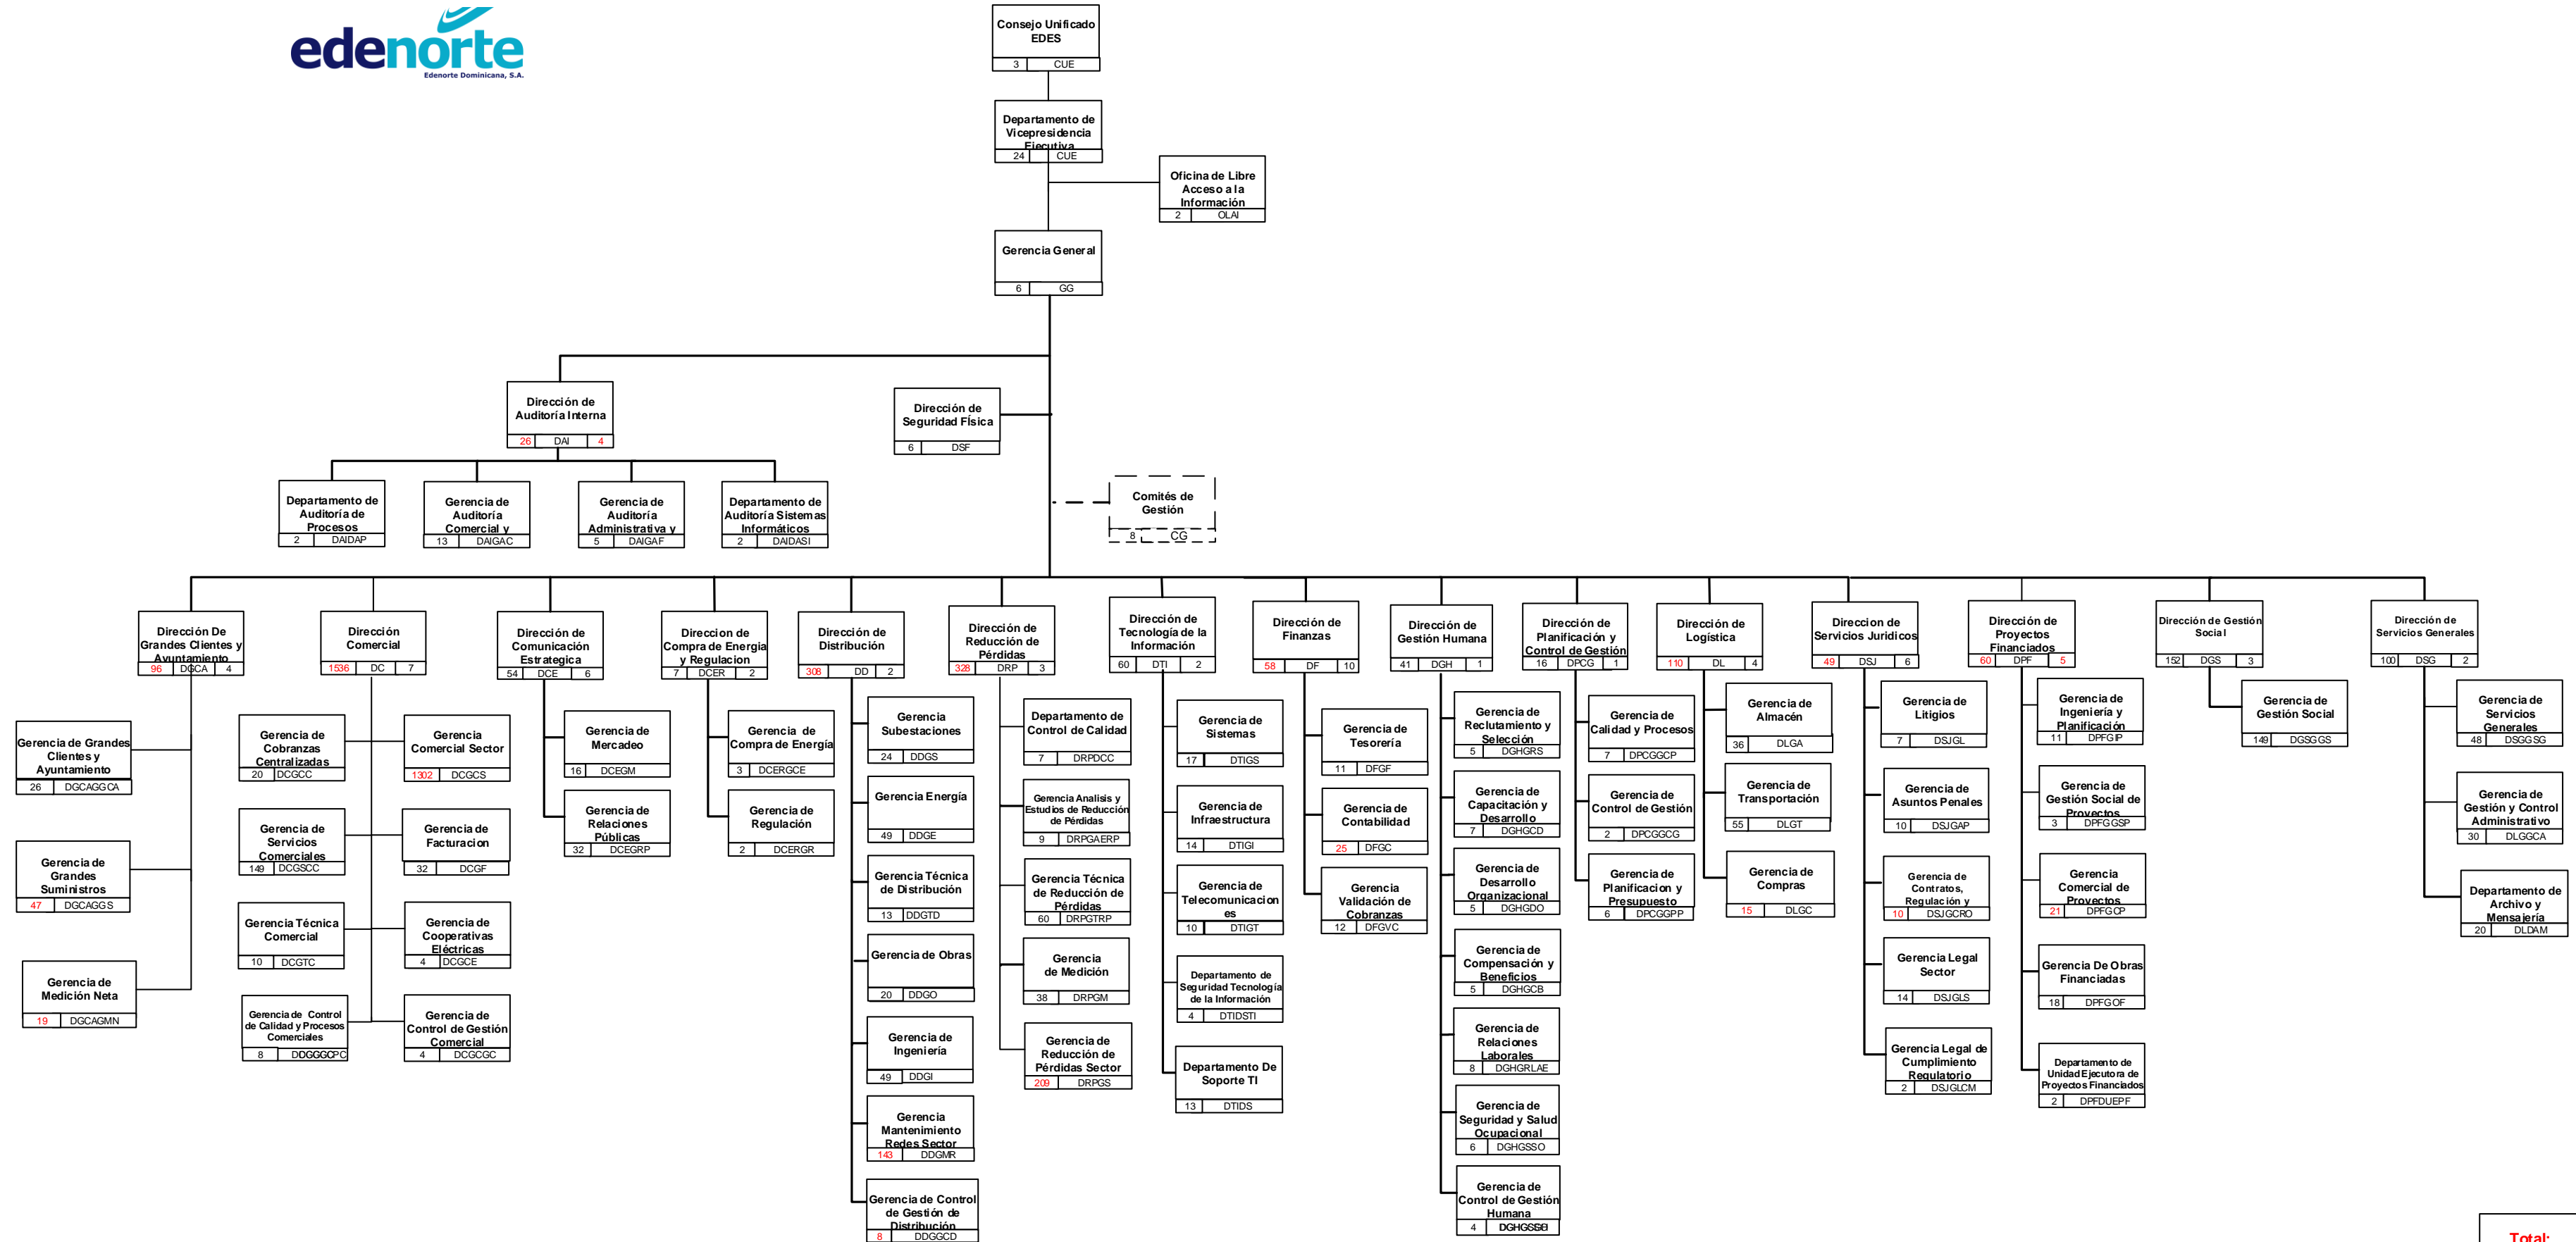 edenorte
Edenorte Dominicana, S.A.
Consejo Unificado
EDES
3 CUE
Departamento de
Vicepresidencia
Ejecutiva
24 CUE
Oficina de Libre
Acceso a la
Información
2 OLAI
Gerencia General
6 GG
Dirección de
Auditoría Interna
26 DAI 4
Dirección de
Seguridad FÍsica
6 DSF
Departamento de
Auditoría de
Procesos
2 DAIDAP
Gerencia de
Auditoría
Comercial y
13 DAIGAC
Gerencia de
Auditoría
Administrativa y
5 DAIGAF
Departamento de
Auditoría Sistemas
Informáticos
2 DAIDASI
Comités de
Gestión
8 CG
Dirección De
Grandes Clientes y
Ayuntamiento
96 DGCA 4
Gerencia de Grandes
Clientes y
Ayuntamiento
26 DGCAGGCA
Gerencia de
Grandes
Suministros
47 DGCAGGS
Gerencia de
Medición Neta
19 DGCAGMN
Dirección
Comercial
1536 DC 7
Gerencia de
Cobranzas
Centralizadas
20 DCGCC
Gerencia
Comercial Sector
1302 DCGCS
Gerencia de
Servicios
Comerciales
149 DCGSCC
Gerencia de
Facturacion
32 DCGF
Gerencia Técnica
Comercial
10 DCGTC
Gerencia de
Cooperativas
Eléctricas
4 DCGCE
Gerencia de Control
de Calidad y Procesos
Comerciales
8
Gerencia de
Control de Gestión
Comercial
4 DCGCGC
Dirección de
Comunicación
Estrategica
54 DCE 6
Gerencia de
Mercadeo
16 DCEGM
Gerencia de
Relaciones
Públicas
32 DCEGRP
Direccion de
Compra de Energia
y Regulacion
7 DCER 2
Gerencia de
Compra de Energía
3 DCERGCE
Gerencia de
Regulación
2 DCERGR
Dirección de
Distribución
308 DD 2
Gerencia
Subestaciones
24 DDGS
Gerencia Energía
49 DDGE
Gerencia Técnica
de Distribución
13 DDGTD
Gerencia de Obras
20 DDGO
Gerencia de
Ingeniería
49 DDGI
Gerencia
Mantenimiento
Redes Sector
143 DDGMR
Gerencia de Control
de Gestión de
Distribución
8 DDGGCD
Dirección de
Reducción de
Pérdidas
328 DRP 3
Departamento de
Control de Calidad
7 DRPDCC
Gerencia Analisis y
Estudios de Reducción
de Pérdidas
9 DRPGAERP
Gerencia Técnica
de Reducción de
Pérdidas
60 DRPGTRP
Gerencia
de Medición
38 DRPGM
Gerencia de
Reducción de
Pérdidas Sector
209 DRPGS
Dirección de
Tecnología de la
Información
60 DTI 2
Gerencia de
Sistemas
17 DTIGS
Gerencia de
Infraestructura
14 DTIGI
Gerencia de
Telecomunicacion
es
10 DTIGT
Departamento de
Seguridad Tecnología
de la Información
4 DTIDSTI
Departamento De
Soporte TI
13 DTIDS
Dirección de
Finanzas
58 DF 10
Gerencia de
Tesorería
11 DFGF
Gerencia de
Contabilidad
25 DFGC
Gerencia
Validación de
Cobranzas
12 DFGVC
Dirección de
Gestión Humana
41 DGH 1
Gerencia de
Reclutamiento y
Selección
5 DGHGRS
Gerencia de
Capacitación y
Desarrollo
7 DGHGCD
Gerencia de
Desarrollo
Organizacional
5 DGHGDO
Gerencia de
Compensación y
Beneficios
5 DGHGCB
Gerencia de
Relaciones
Laborales
8 DGHGRLAE
Gerencia de
Seguridad y Salud
Ocupacional
6 DGHGSSO
Gerencia de
Control de Gestión
Humana
4
Dirección de
Planificación y
Control de Gestión
16 DPCG 1
Gerencia de
Calidad y Procesos
7 DPCGGCP
Gerencia de
Control de Gestión
2 DPCGGCG
Gerencia de
Planificacion y
Presupuesto
6 DPCGGPP
Dirección de
Logística
110 DL 4
Gerencia de
Almacén
36 DLGA
Gerencia de
Transportación
55 DLGT
Gerencia de
Compras
15 DLGC
Direccion de
Servicios Juridicos
49 DSJ 6
Gerencia de
Litigios
7 DSJGL
Gerencia de
Asuntos Penales
10 DSJGAP
Gerencia de
Contratos,
Regulación y
10 DSJGCRO
Gerencia Legal
Sector
14 DSJGLS
Gerencia Legal de
Cumplimiento
Regulatorio
2 DSJGLCM
Dirección de
Proyectos
Financiados
60 DPF 5
Gerencia de
Ingeniería y
Planificación
11 DPFGIP
Gerencia de
Gestión Social de
Proyectos
3 DPFGGSP
Gerencia
Comercial de
Proyectos
21 DPFGCP
Gerencia De Obras
Financiadas
18 DPFGOF
Departamento de
Unidad Ejecutora de
Proyectos Financiados
2 DPFDUEPF
Dirección de Gestión
Social
152 DGS 3
Gerencia de
Gestión Social
149 DGSGGS
Dirección de
Servicios Generales
100 DSG 2
Gerencia de
Servicios
Generales
48 DSGGSG
Gerencia de
Gestión y Control
Administrativo
30 DLGGCA
Departamento de
Archivo y
Mensajería
20 DLDAM
Total: